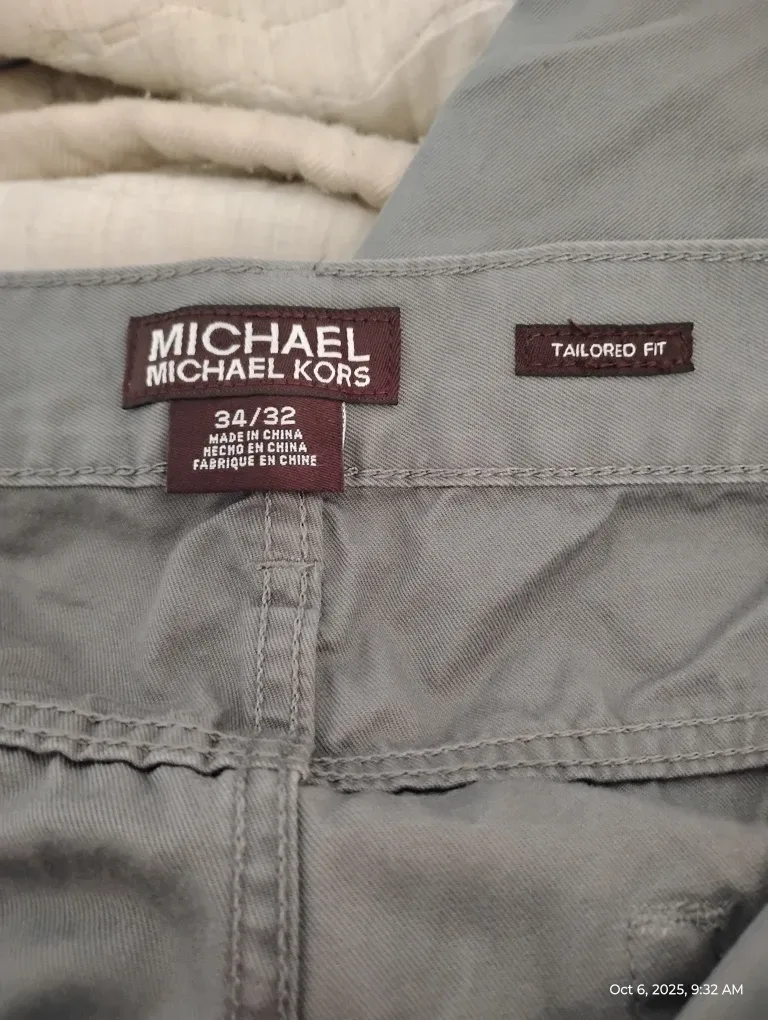 MICHAEL
MICHAEL KORS
TAILORED FIT
34/32
MADE IN CHINA
HECHO EN CHINA
FABRIQUE EN CHINE
Oct 6, 2025, 9:32 AM